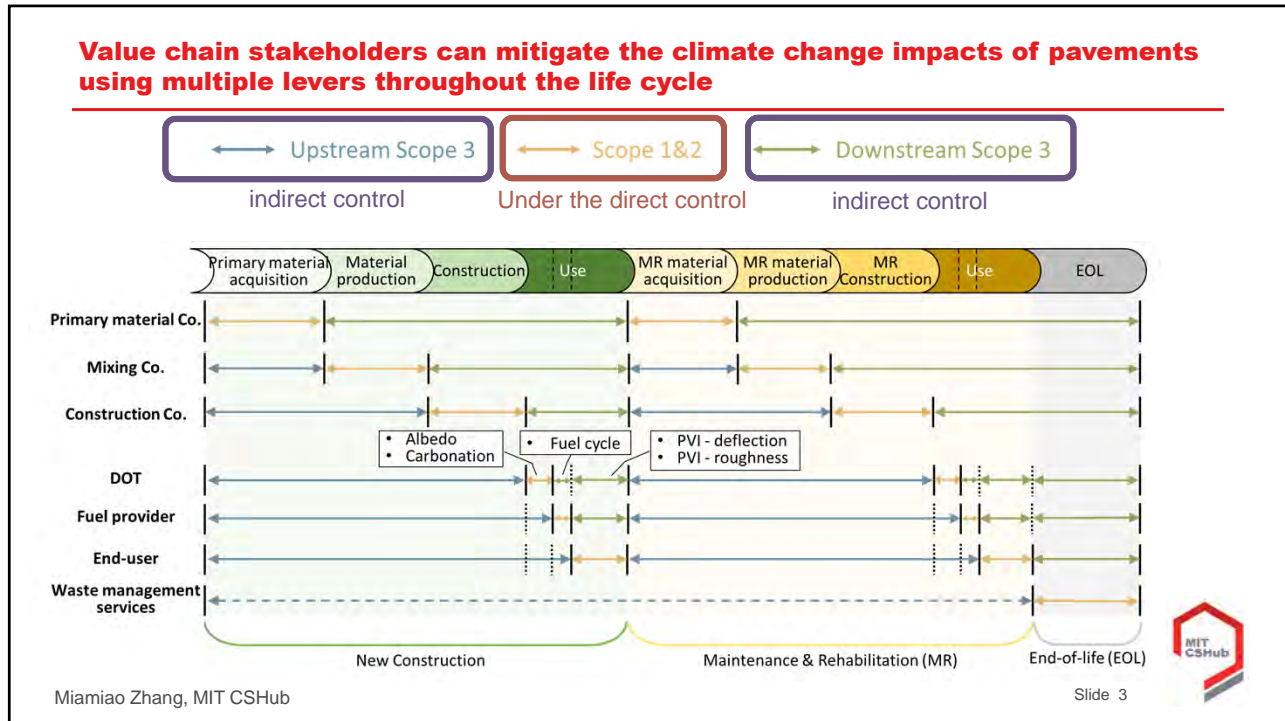 Value chain stakeholders can mitigate the climate change impacts of pavements
using multiple levers throughout the life cycle
Upstream Scope 3
Scope 1&2
Downstream Scope 3
indirect control
Under the direct control
indirect control
Primary material
acquisition
Material
production
Construction
Use
MR material
acquisition
MR material
production
MR
Construction
Use
EOL
Primary material Co.
Mixing Co.
Construction Co.
• Albedo
• Carbonation
• Fuel cycle
• PVI - deflection
• PVI - roughness
DOT
Fuel provider
End-user
Waste management
services
New Construction
Maintenance & Rehabilitation (MR)
End-of-life (EOL)
MIT
CSHub
Miamiao Zhang, MIT CSHub
Slide 3